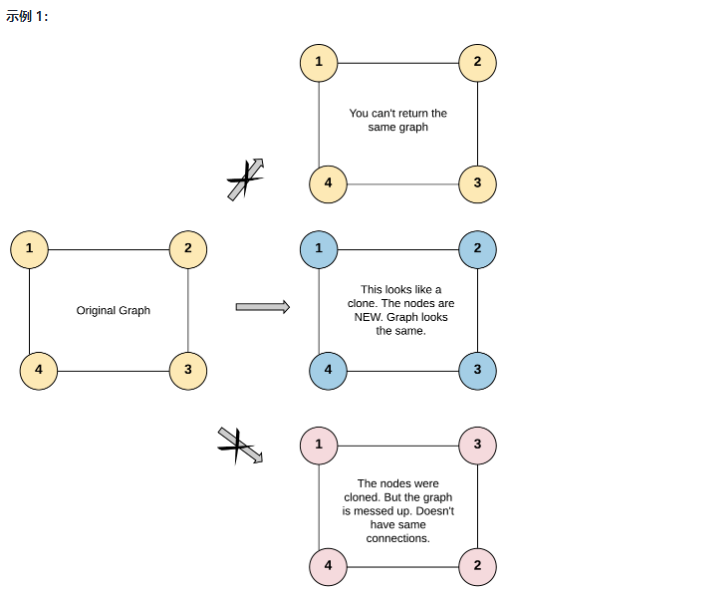 示例 1：
1
2
You can't return the
same graph
4
3
1
2
Original Graph
4
3
1
2
This looks like a
clone. The nodes are
NEW. Graph looks
the same.
4
3
1
3
The nodes were
cloned. But the graph
is messed up. Doesn't
have same
connections.
4
2